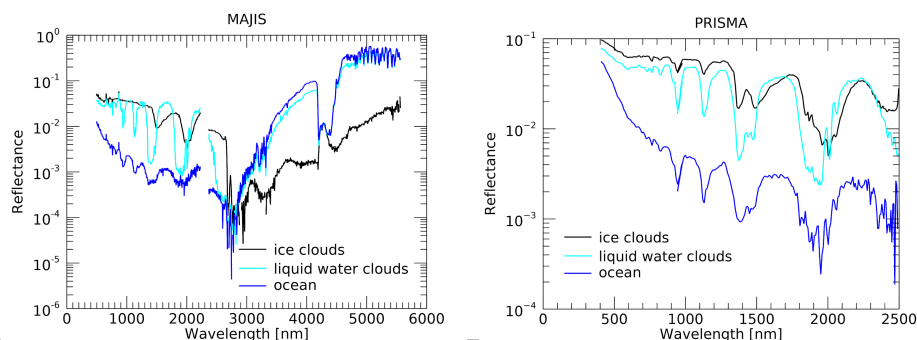 MAJIS
10^0
10^-1
10^-2
10^-3
10^-4
10^-5
10^-6
Reflectance
ice clouds
liquid water clouds
ocean
0 1000 2000 3000 4000 5000 6000
Wavelength [nm]
PRISMA
10^-1
10^-2
10^-3
10^-4
Reflectance
ice clouds
liquid water clouds
ocean
0 500 1000 1500 2000 2500
Wavelength [nm]